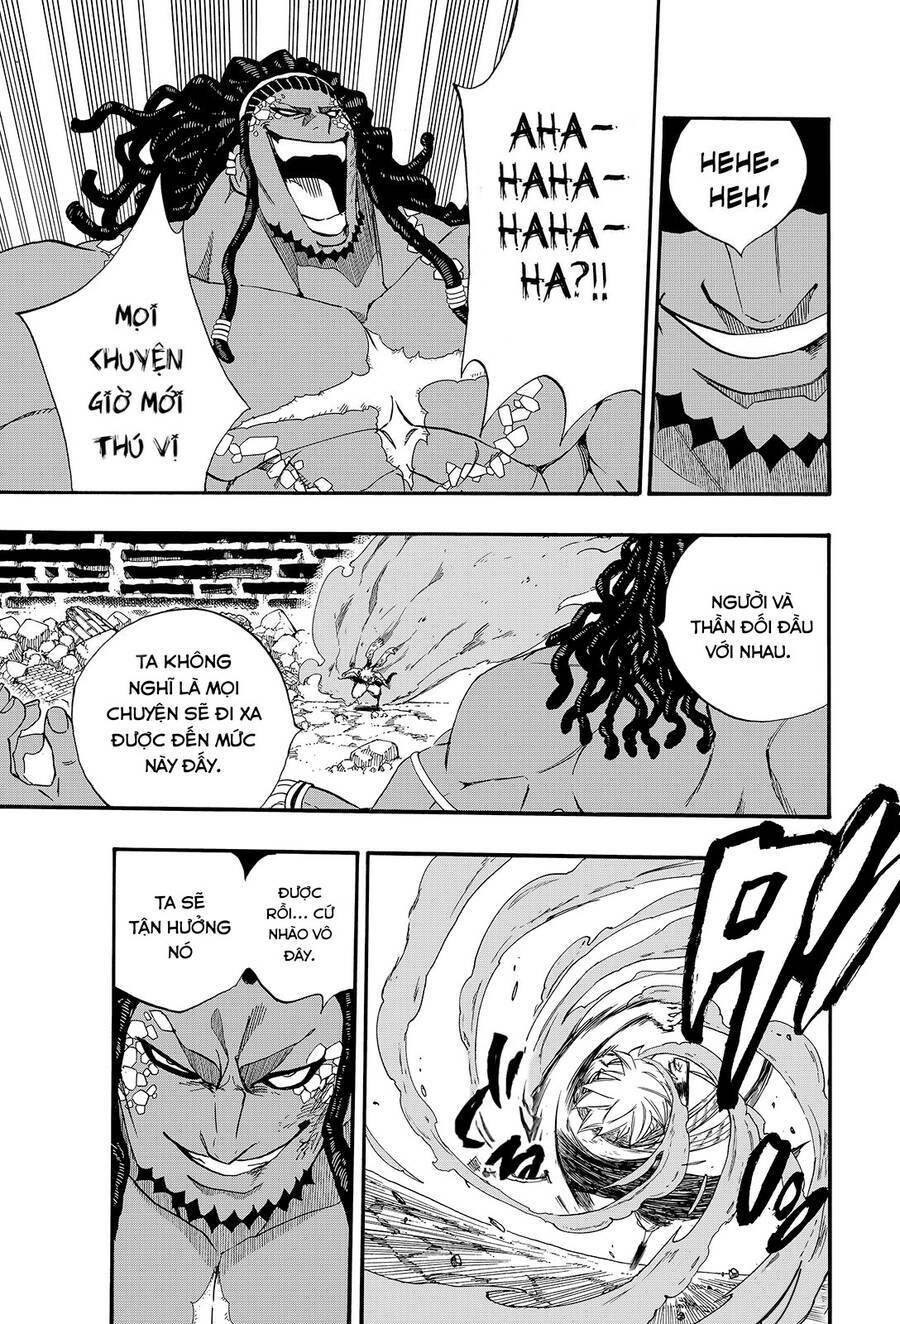 HEHE-
HEH!
AHA-
HAHA-
HAHA-
HA?!!
MỌI
CHUYỆN
GIỜ MỚI
THÚ VỊ
NGƯỜI VÀ
THẦN ĐỐI ĐẦU
VỚI NHAU.
TA KHÔNG
NGHĨ LÀ MỌI
CHUYỆN SẼ ĐI XA
ĐƯỢC ĐẾN MỨC
NÀY ĐẤY.
ĐƯỢC
RỒI... CỨ
NHÀO VÔ
ĐÂY.
TA SẼ
TẬN HƯỞNG
NÓ